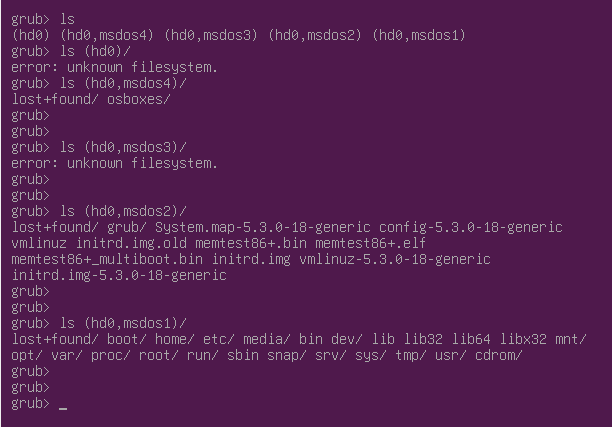 grub> ls
(hd0) (hd0,msdos4) (hd0,msdos3) (hd0,msdos2) (hd0,msdos1)
grub> ls (hd0)/
error: unknown filesystem.
grub> ls (hd0,msdos4)/
lost+found/ osboxes/
grub>
grub>
grub> ls (hd0,msdos3)/
error: unknown filesystem.
grub>
grub>
grub> ls (hd0,msdos2)/
lost+found/ grub/ System.map-5.3.0-18-generic config-5.3.0-18-generic
vmlinuz initrd.img.old memtest86+.bin memtest86+.elf
memtest86+_multiboot.bin initrd.img vmlinuz-5.3.0-18-generic
initrd.img-5.3.0-18-generic
grub>
grub>
grub> ls (hd0,msdos1)/
lost+found/ boot/ home/ etc/ media/ bin dev/ lib lib32 lib64 libx32 mnt/
opt/ var/ proc/ root/ run/ sbin snap/ srv/ sys/ tmp/ usr/ cdrom/
grub>
grub>
grub> _